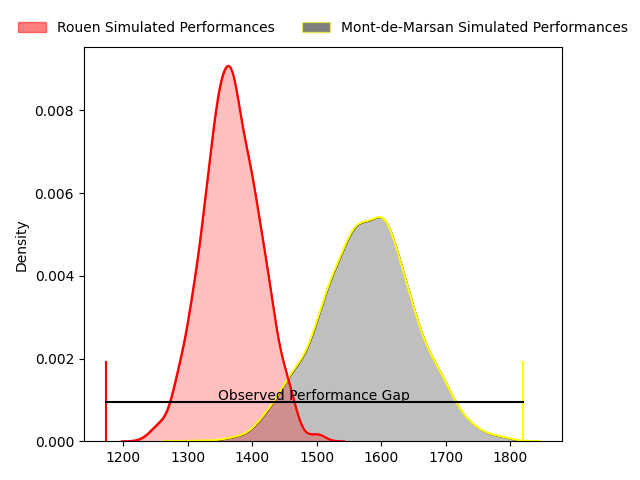 Rouen Simulated Performances Mont-de-Marsan Simulated Performances
0.008
0.006
Density
0.004
0.002
Observed Performance Gap
0.000
1200 1300 1400 1500 1600 1700 1800